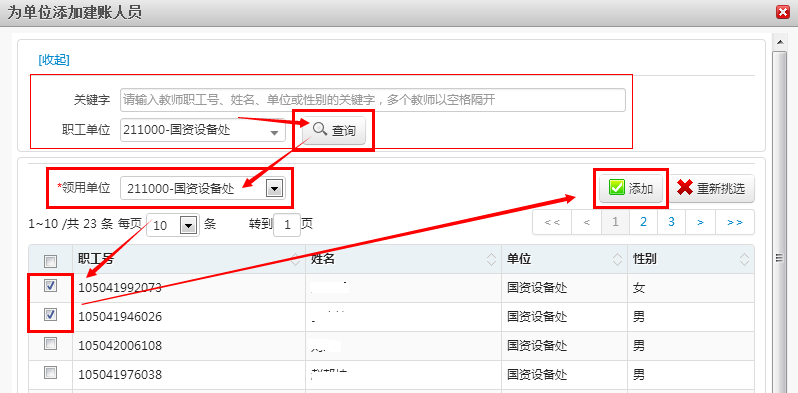 为单位添加建账人员
[收起]
关键字 请输入教师职工号、姓名、单位或性别的关键字，多个教师以空格隔开
职工单位 211000-国资设备处 查询
*领用单位 211000-国资设备处 添加 重新挑选
1~10 /共 23 条 每页 10 条 转到 1 页 << < 1 2 3 > >>
职工号 姓名 单位 性别
105041992073 国资设备处 女
105041946026 国资设备处 男
105042006108 国资设备处 男
105041976038 国资设备处 男